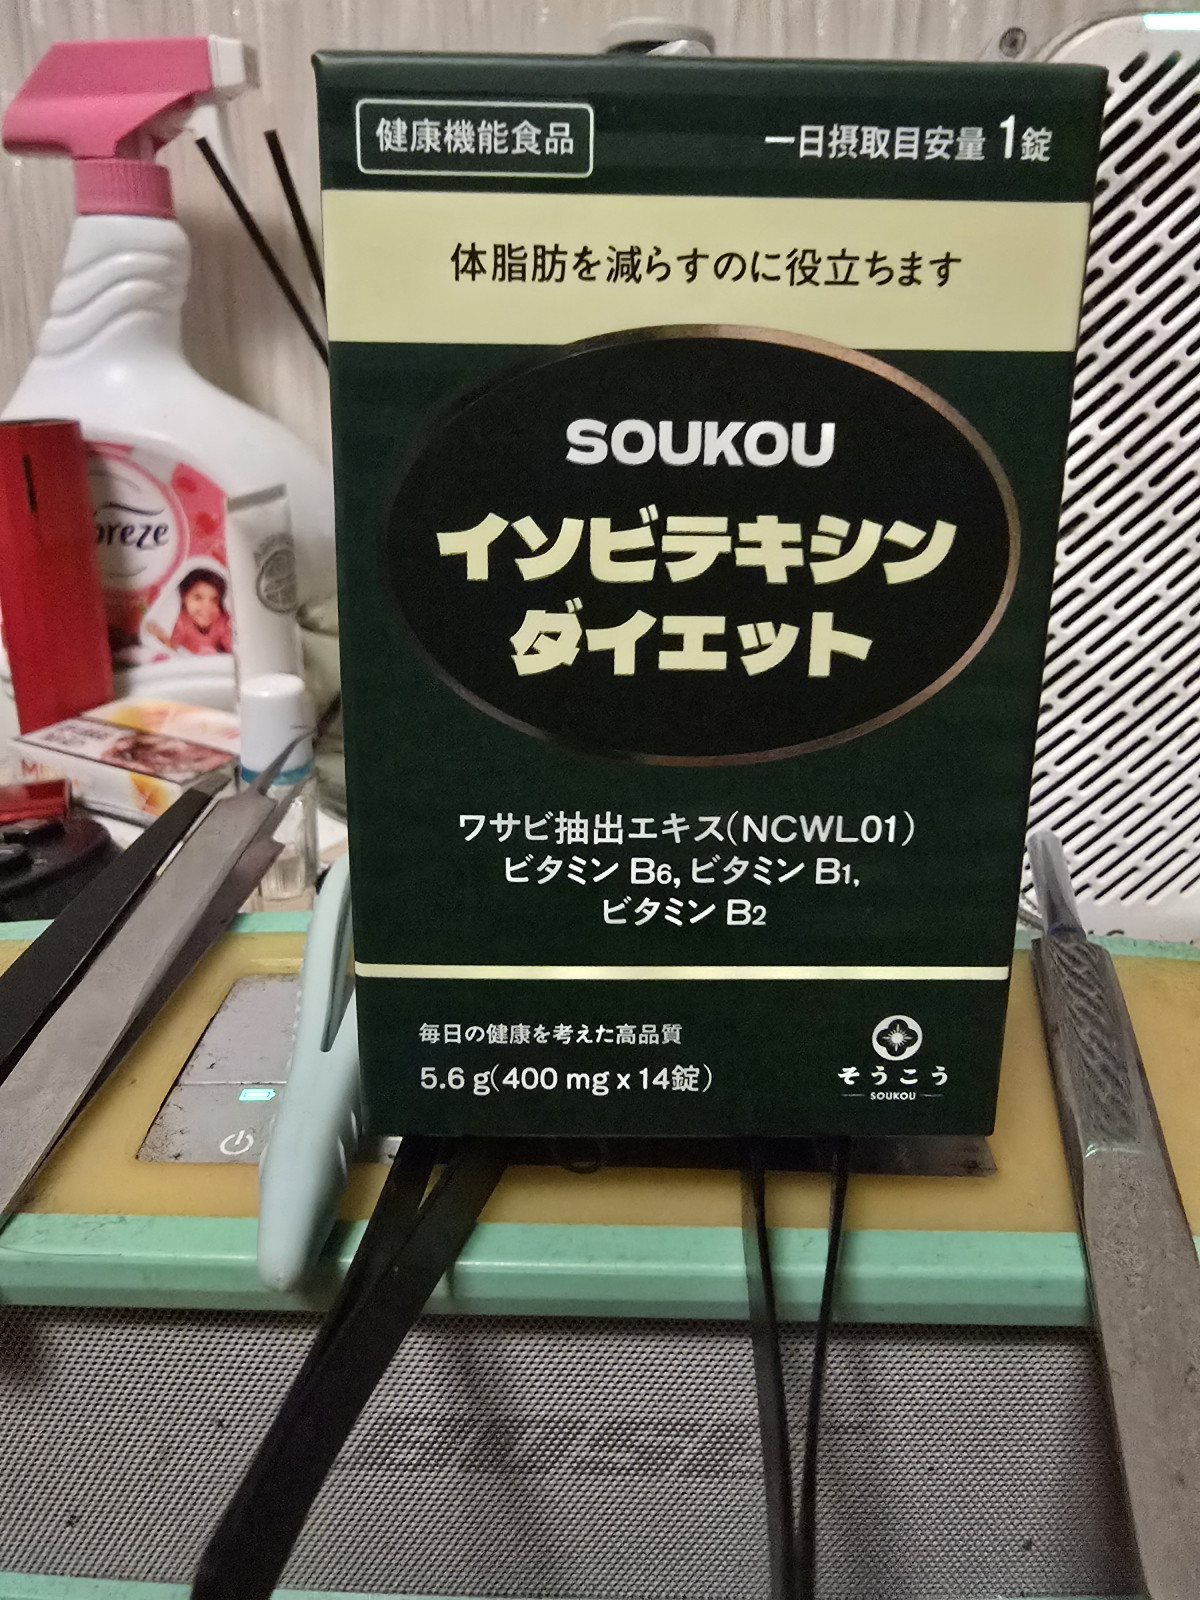 健康機能食品
一日摂取目安量 1錠
体脂肪を減らすのに役立ちます
SOUKOU
イソビテキシン
ダイエット
ワサビ抽出エキス(NCWL01)
ビタミン B6, ビタミン B1,
ビタミン B2
毎日の健康を考えた高品質
5.6 g(400 mg x 14錠)
そうこう
SOUKOU
breze